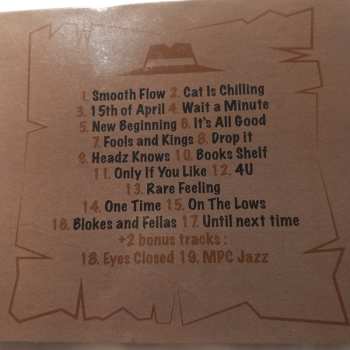 1. Smooth Flow 2. Cat Is Chilling
3. 15th of April 4. Wait a Minute
5. New Beginning 6. It's All Good
7. Fools and Kings 8. Drop it
9. Headz Knows 10. Books Shelf
11. Only If You Like 12. 4U
13. Rare Feeling
14. One Time 15. On The Lows
16. Blokes and Fellas 17. Until next time
+2 bonus tracks :
18. Eyes Closed 19. MPC Jazz